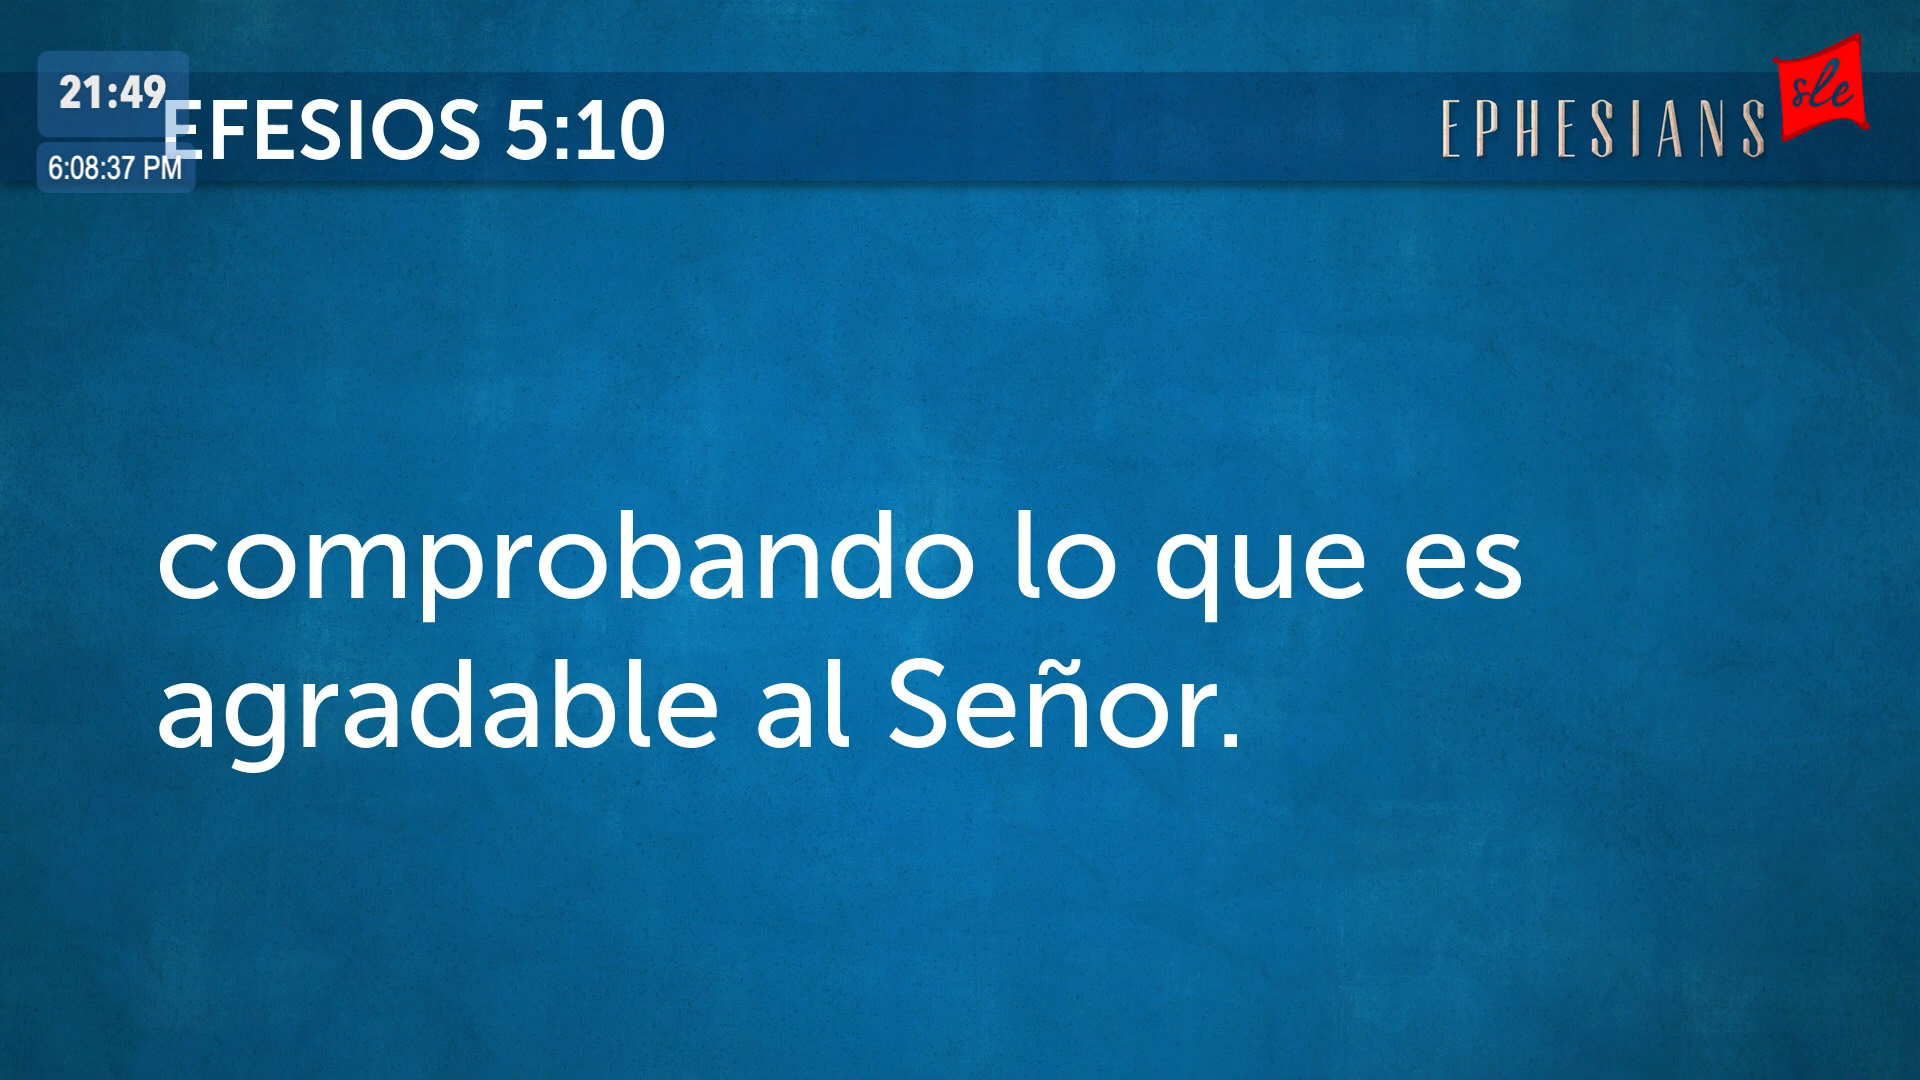 21:49
EFESIOS 5:10
6:08:37 PM
EPHESIANS
sle
comprobando lo que es
agradable al Señor.